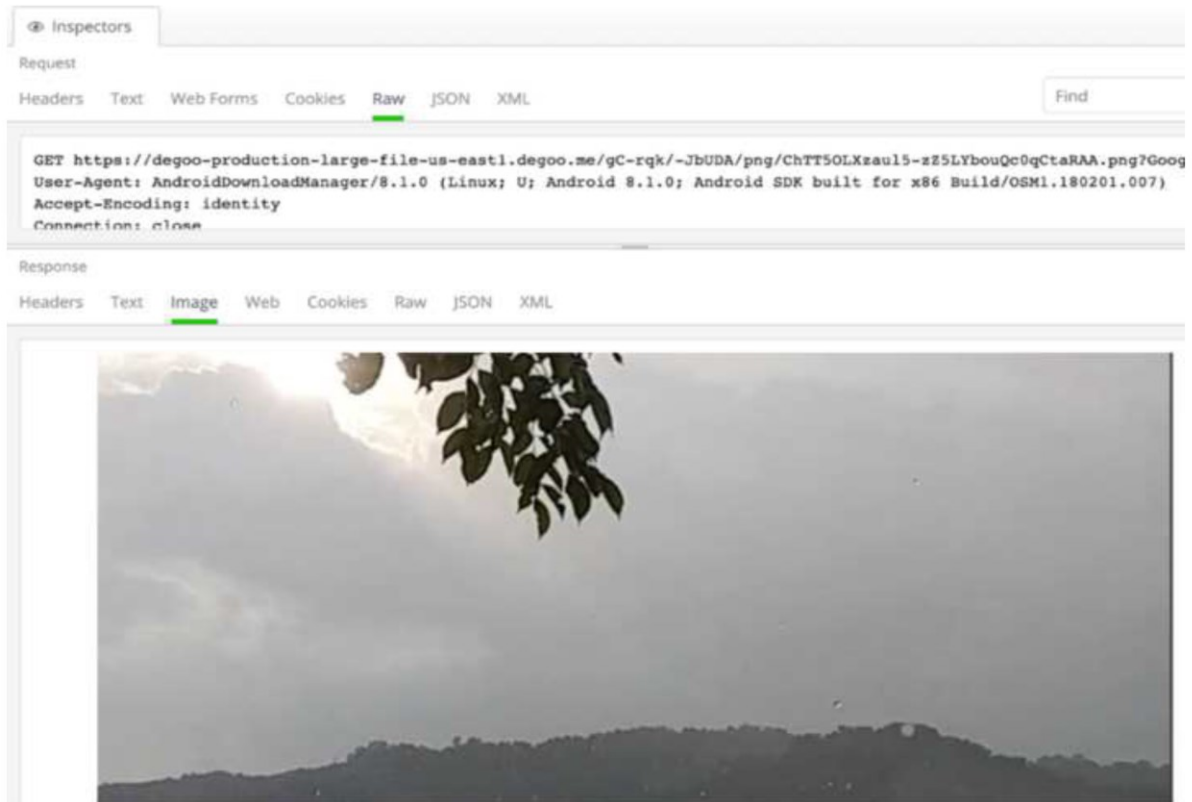 Inspectors
Request
Headers Text Web Forms Cookies Raw JSON XML Find
GET https://degoo-production-large-file-us-east1.degoo.me/gC-rqk/-JbUDA/png/ChTT5OLXzaul5-zZ5LYbouQc0qCtaRAA.png?Goog
User-Agent: AndroidDownloadManager/8.1.0 (Linux; U; Android 8.1.0; Android SDK built for x86 Build/OSM1.180201.007)
Accept-Encoding: identity
Connection: close
Response
Headers Text Image Web Cookies Raw JSON XML